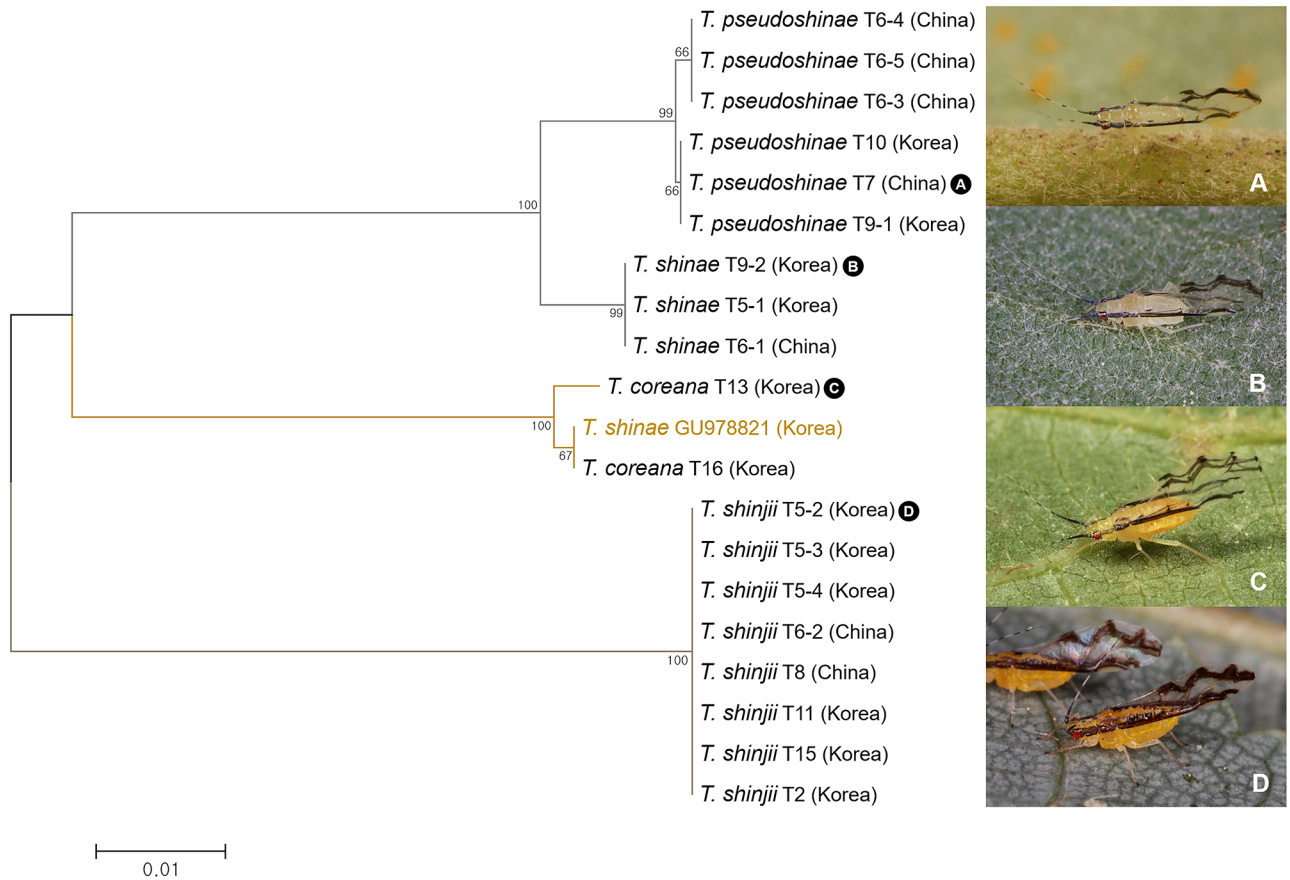 T. pseudoshinae T6-4 (China)
66
T. pseudoshinae T6-5 (China)
T. pseudoshinae T6-3 (China)
99
T. pseudoshinae T10 (Korea)
T. pseudoshinae T7 (China) A
66
T. pseudoshinae T9-1 (Korea)
100
T. shinae T9-2 (Korea) B
T. shinae T5-1 (Korea)
99
T. shinae T6-1 (China)
T. coreana T13 (Korea) C
100
T. shinae GU978821 (Korea)
67
T. coreana T16 (Korea)
T. shinjii T5-2 (Korea) D
T. shinjii T5-3 (Korea)
T. shinjii T5-4 (Korea)
T. shinjii T6-2 (China)
100
T. shinjii T8 (China)
T. shinjii T11 (Korea)
T. shinjii T15 (Korea)
T. shinjii T2 (Korea)
0.01
A
B
C
D